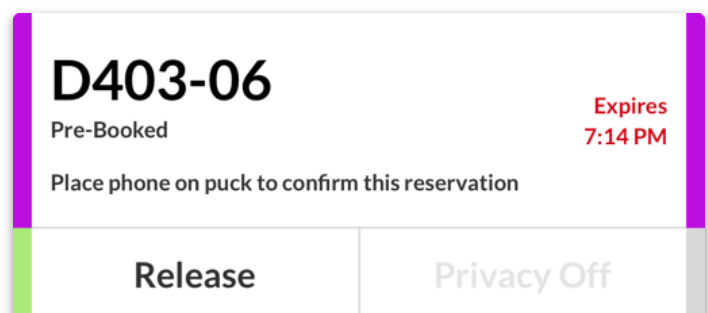 D403-06
Pre-Booked
Expires
7:14 PM
Place phone on puck to confirm this reservation
Release
Privacy Off